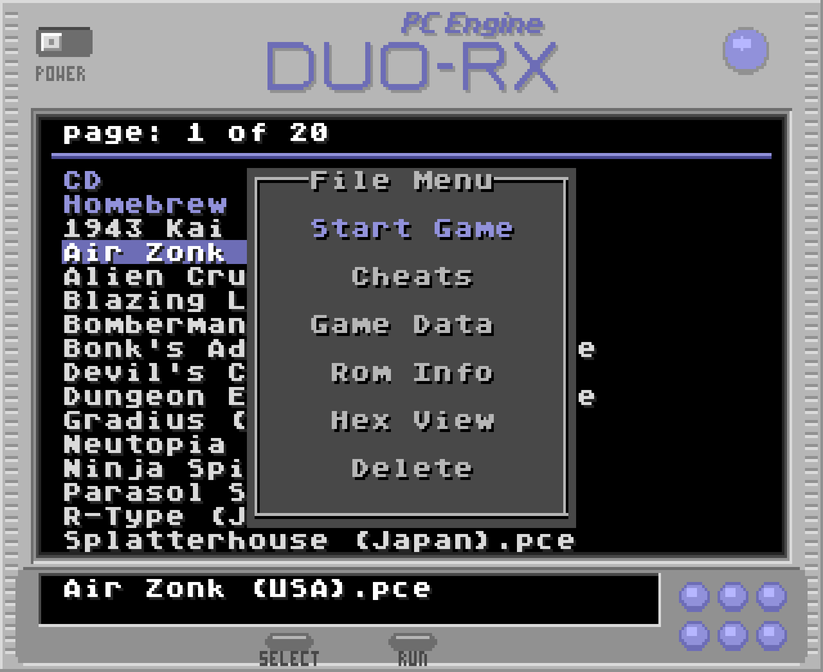 PC Engine
DUO-RX
POWER
page: 1 of 20
CD
Homebrew
1943 Kai
Air Zonk
Alien Cru
Blazing L
Bomberman
Bonk's Ad e
Devil's C
Dungeon E e
Gradius (
Neutopia
Ninja Spi
Parasol S
R-Type (J
Splatterhouse (Japan).pce
File Menu
Start Game
Cheats
Game Data
Rom Info
Hex View
Delete
Air Zonk (USA).pce
SELECT RUN